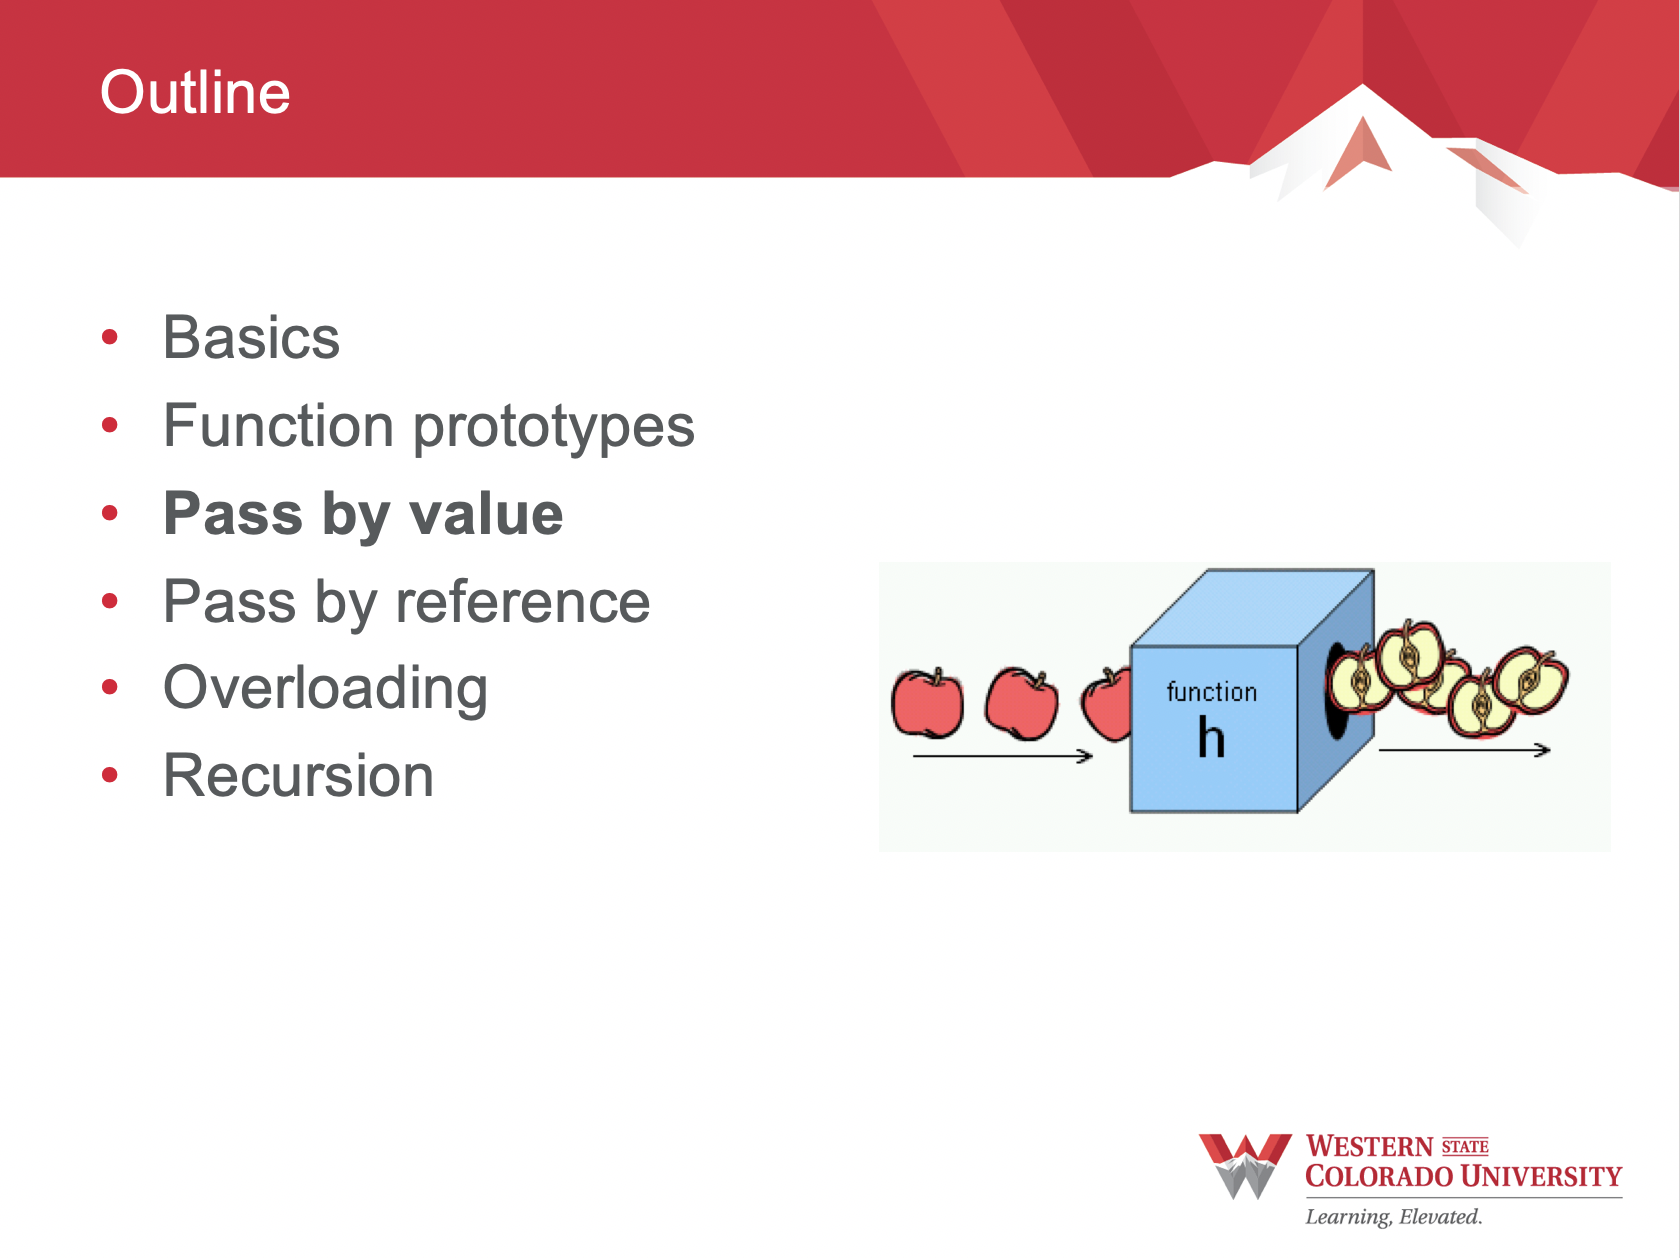 Outline
• Basics
• Function prototypes
• Pass by value
• Pass by reference
• Overloading
• Recursion
function
h
WESTERN STATE
COLORADO UNIVERSITY
Learning, Elevated.